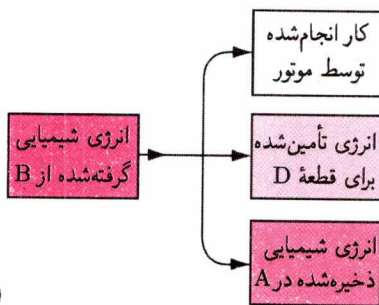 کار انجام‌شده
توسط موتور
انرژی شیمیایی
گرفته‌شده از B
انرژی تأمین‌شده
برای قطعهٔ D
انرژی شیمیایی
ذخیره‌شده در A